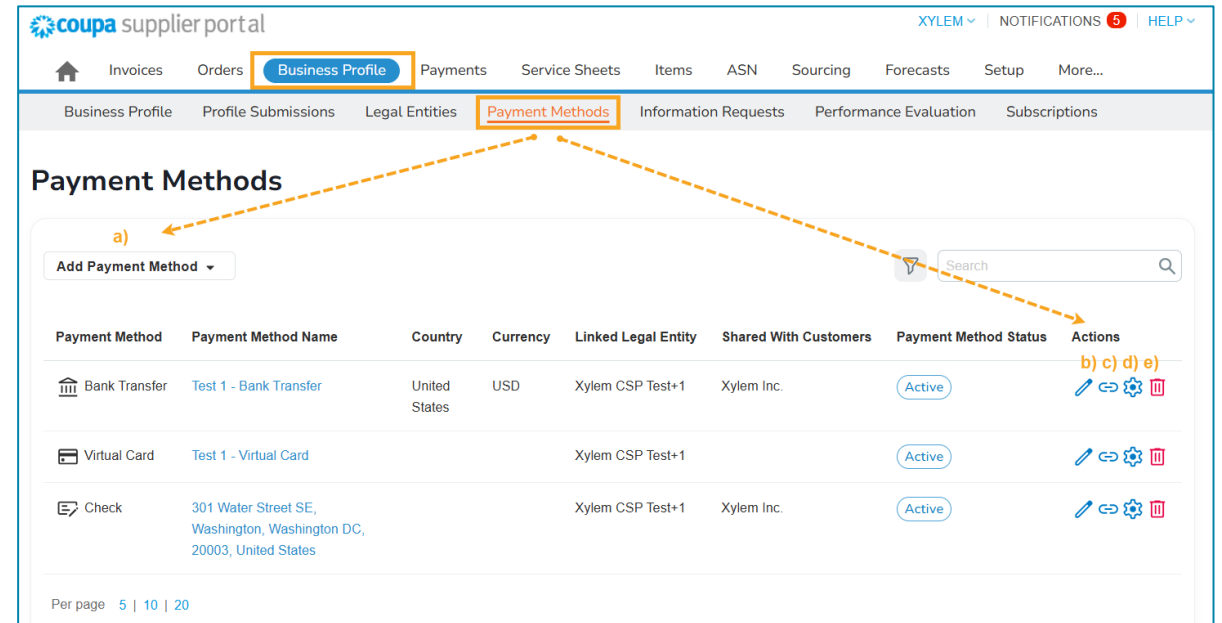 coupa supplier portal XYLEM NOTIFICATIONS 5 HELP
Invoices Orders Business Profile Payments Service Sheets Items ASN Sourcing Forecasts Setup More...
Business Profile Profile Submissions Legal Entities Payment Methods Information Requests Performance Evaluation Subscriptions
Payment Methods
a)
Add Payment Method Search
Payment Method Payment Method Name Country Currency Linked Legal Entity Shared With Customers Payment Method Status Actions
b) c) d) e)
Bank Transfer Test 1 - Bank Transfer United USD Xylem CSP Test+1 Xylem Inc. Active
States
Virtual Card Test 1 - Virtual Card Xylem CSP Test+1 Active
Check 301 Water Street SE, Xylem CSP Test+1 Xylem Inc. Active
Washington, Washington DC,
20003, United States
Per page 5 | 10 | 20